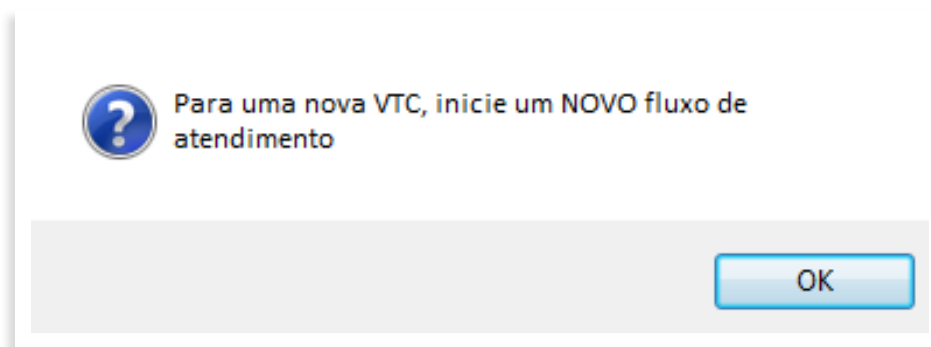 Para uma nova VTC, inicie um NOVO fluxo de
atendimento
OK